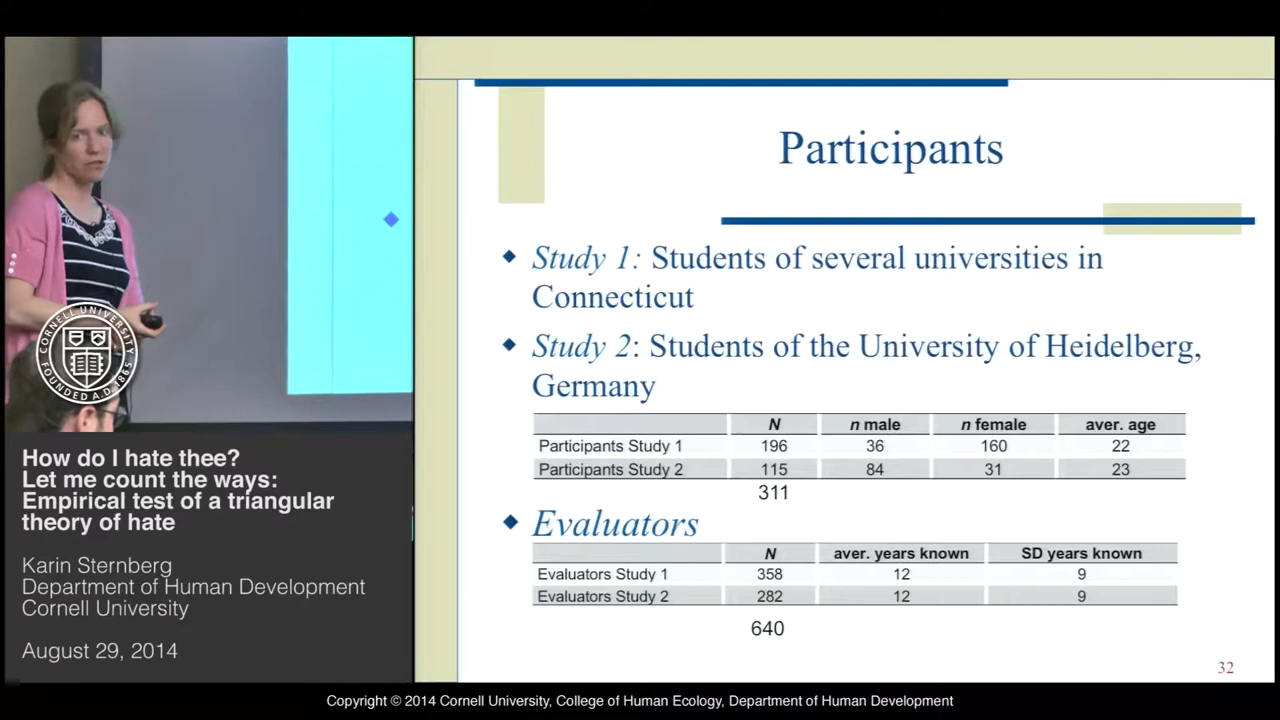 Participants
◆ Study 1: Students of several universities in
Connecticut
◆ Study 2: Students of the University of Heidelberg,
Germany
N n male n female aver. age
Participants Study 1 196 36 160 22
Participants Study 2 115 84 31 23
311
◆ Evaluators
N aver. years known SD years known
Evaluators Study 1 358 12 9
Evaluators Study 2 282 12 9
640
32
CORNELL UNIVERSITY
FOUNDED A.D. 1865
How do I hate thee?
Let me count the ways:
Empirical test of a triangular
theory of hate
Karin Sternberg
Department of Human Development
Cornell University
August 29, 2014
Copyright © 2014 Cornell University, College of Human Ecology, Department of Human Development